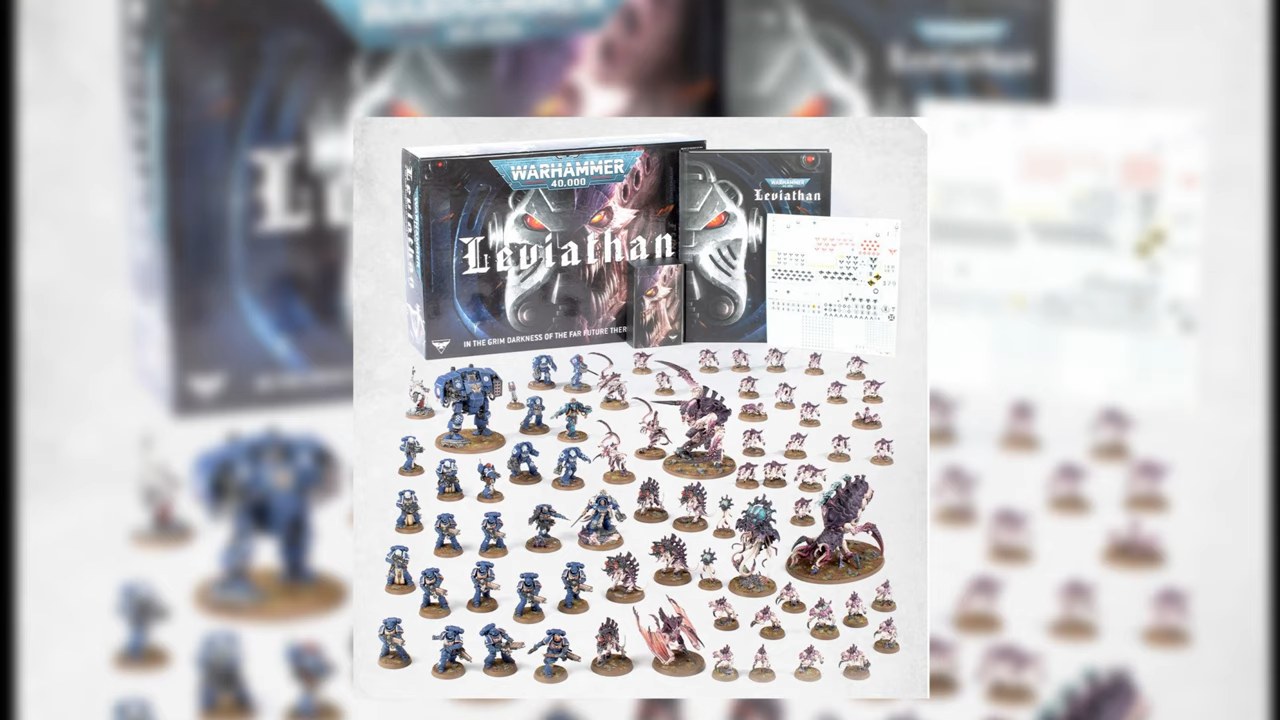 WARHAMMER
40,000
Leviathan
IN THE GRIM DARKNESS OF THE FAR FUTURE THER
WARHAMMER
Leviathan